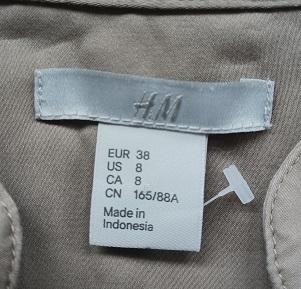 H&M
EUR 38
US 8
CA 8
CN 165/88A
Made in
Indonesia